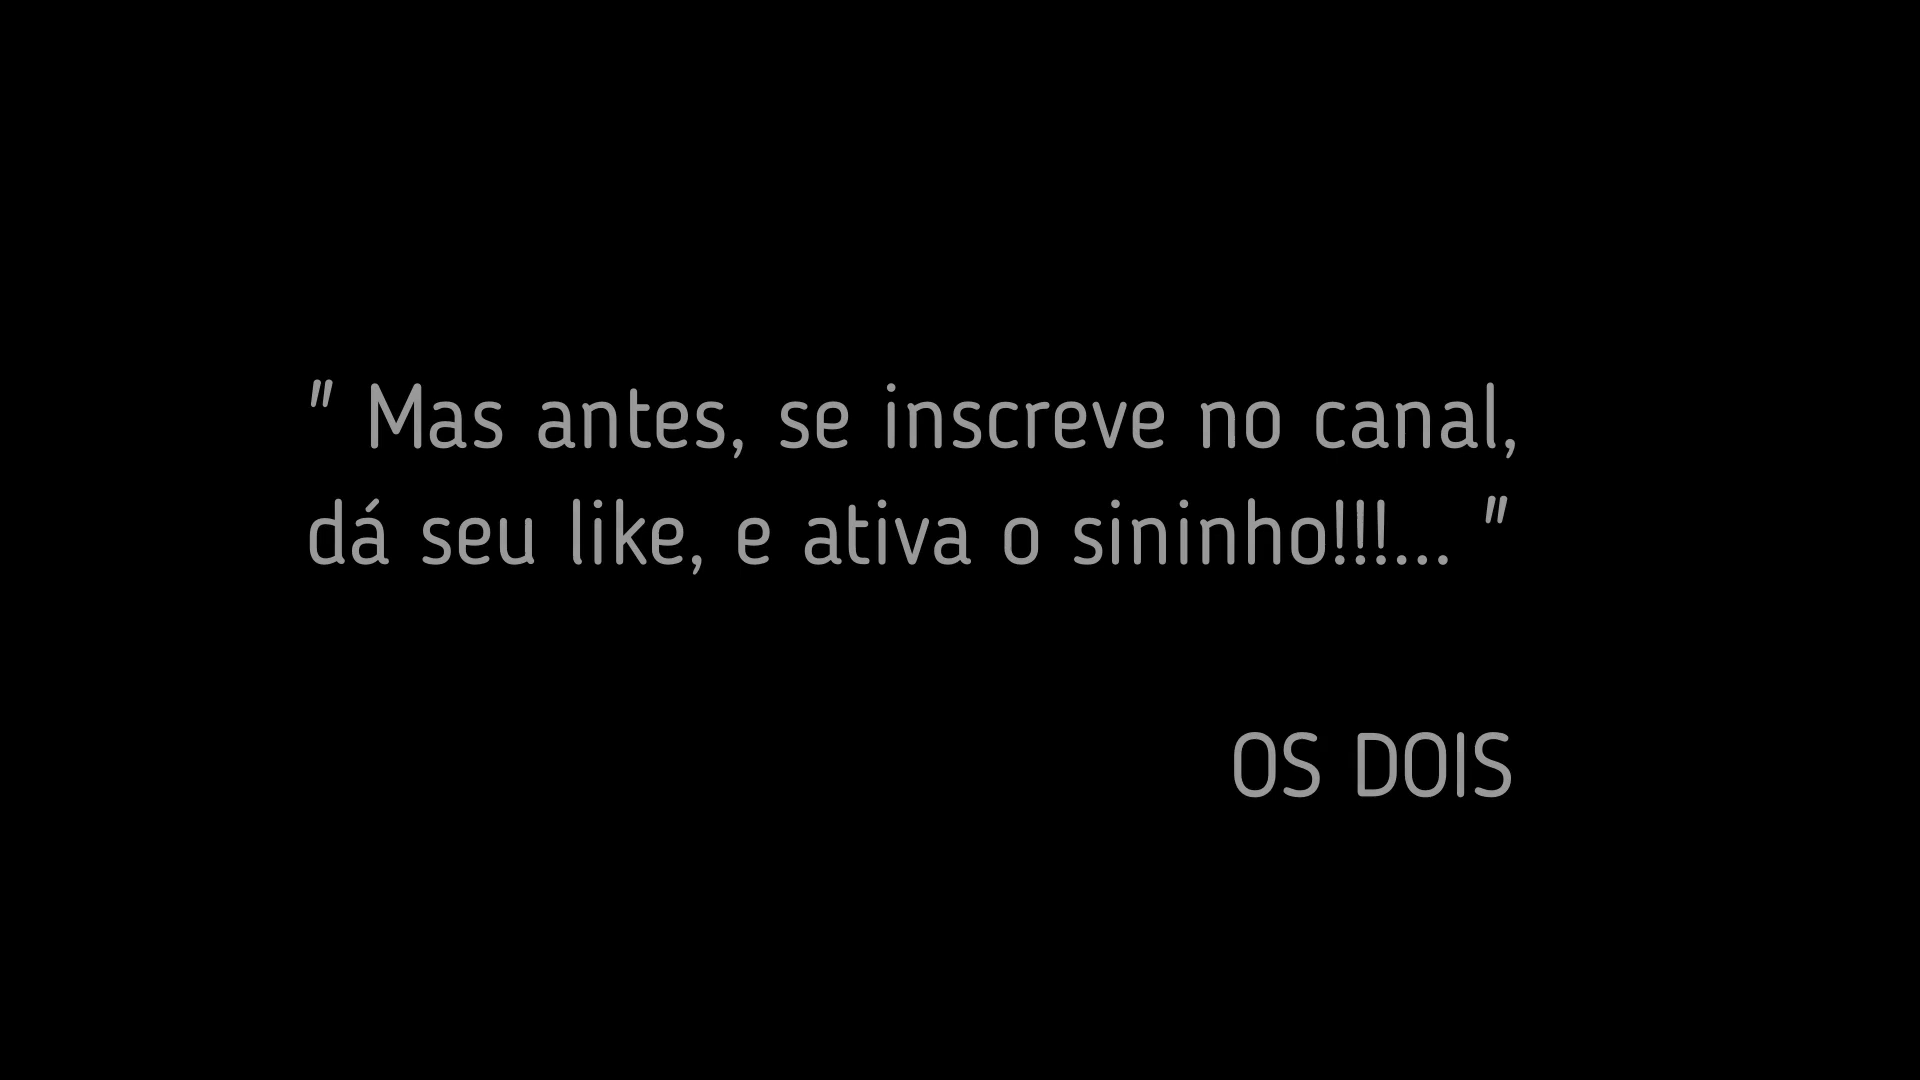 " Mas antes, se inscreve no canal,
dá seu like, e ativa o sininho!!!... "
OS DOIS